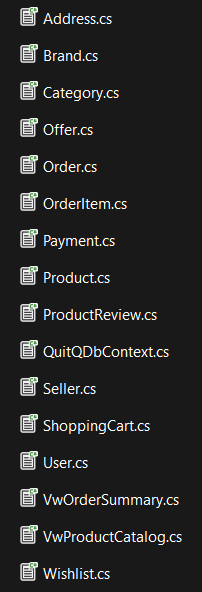 Address.cs
Brand.cs
Category.cs
Offer.cs
Order.cs
OrderItem.cs
Payment.cs
Product.cs
ProductReview.cs
QuitQDbContext.cs
Seller.cs
ShoppingCart.cs
User.cs
VwOrderSummary.cs
VwProductCatalog.cs
Wishlist.cs